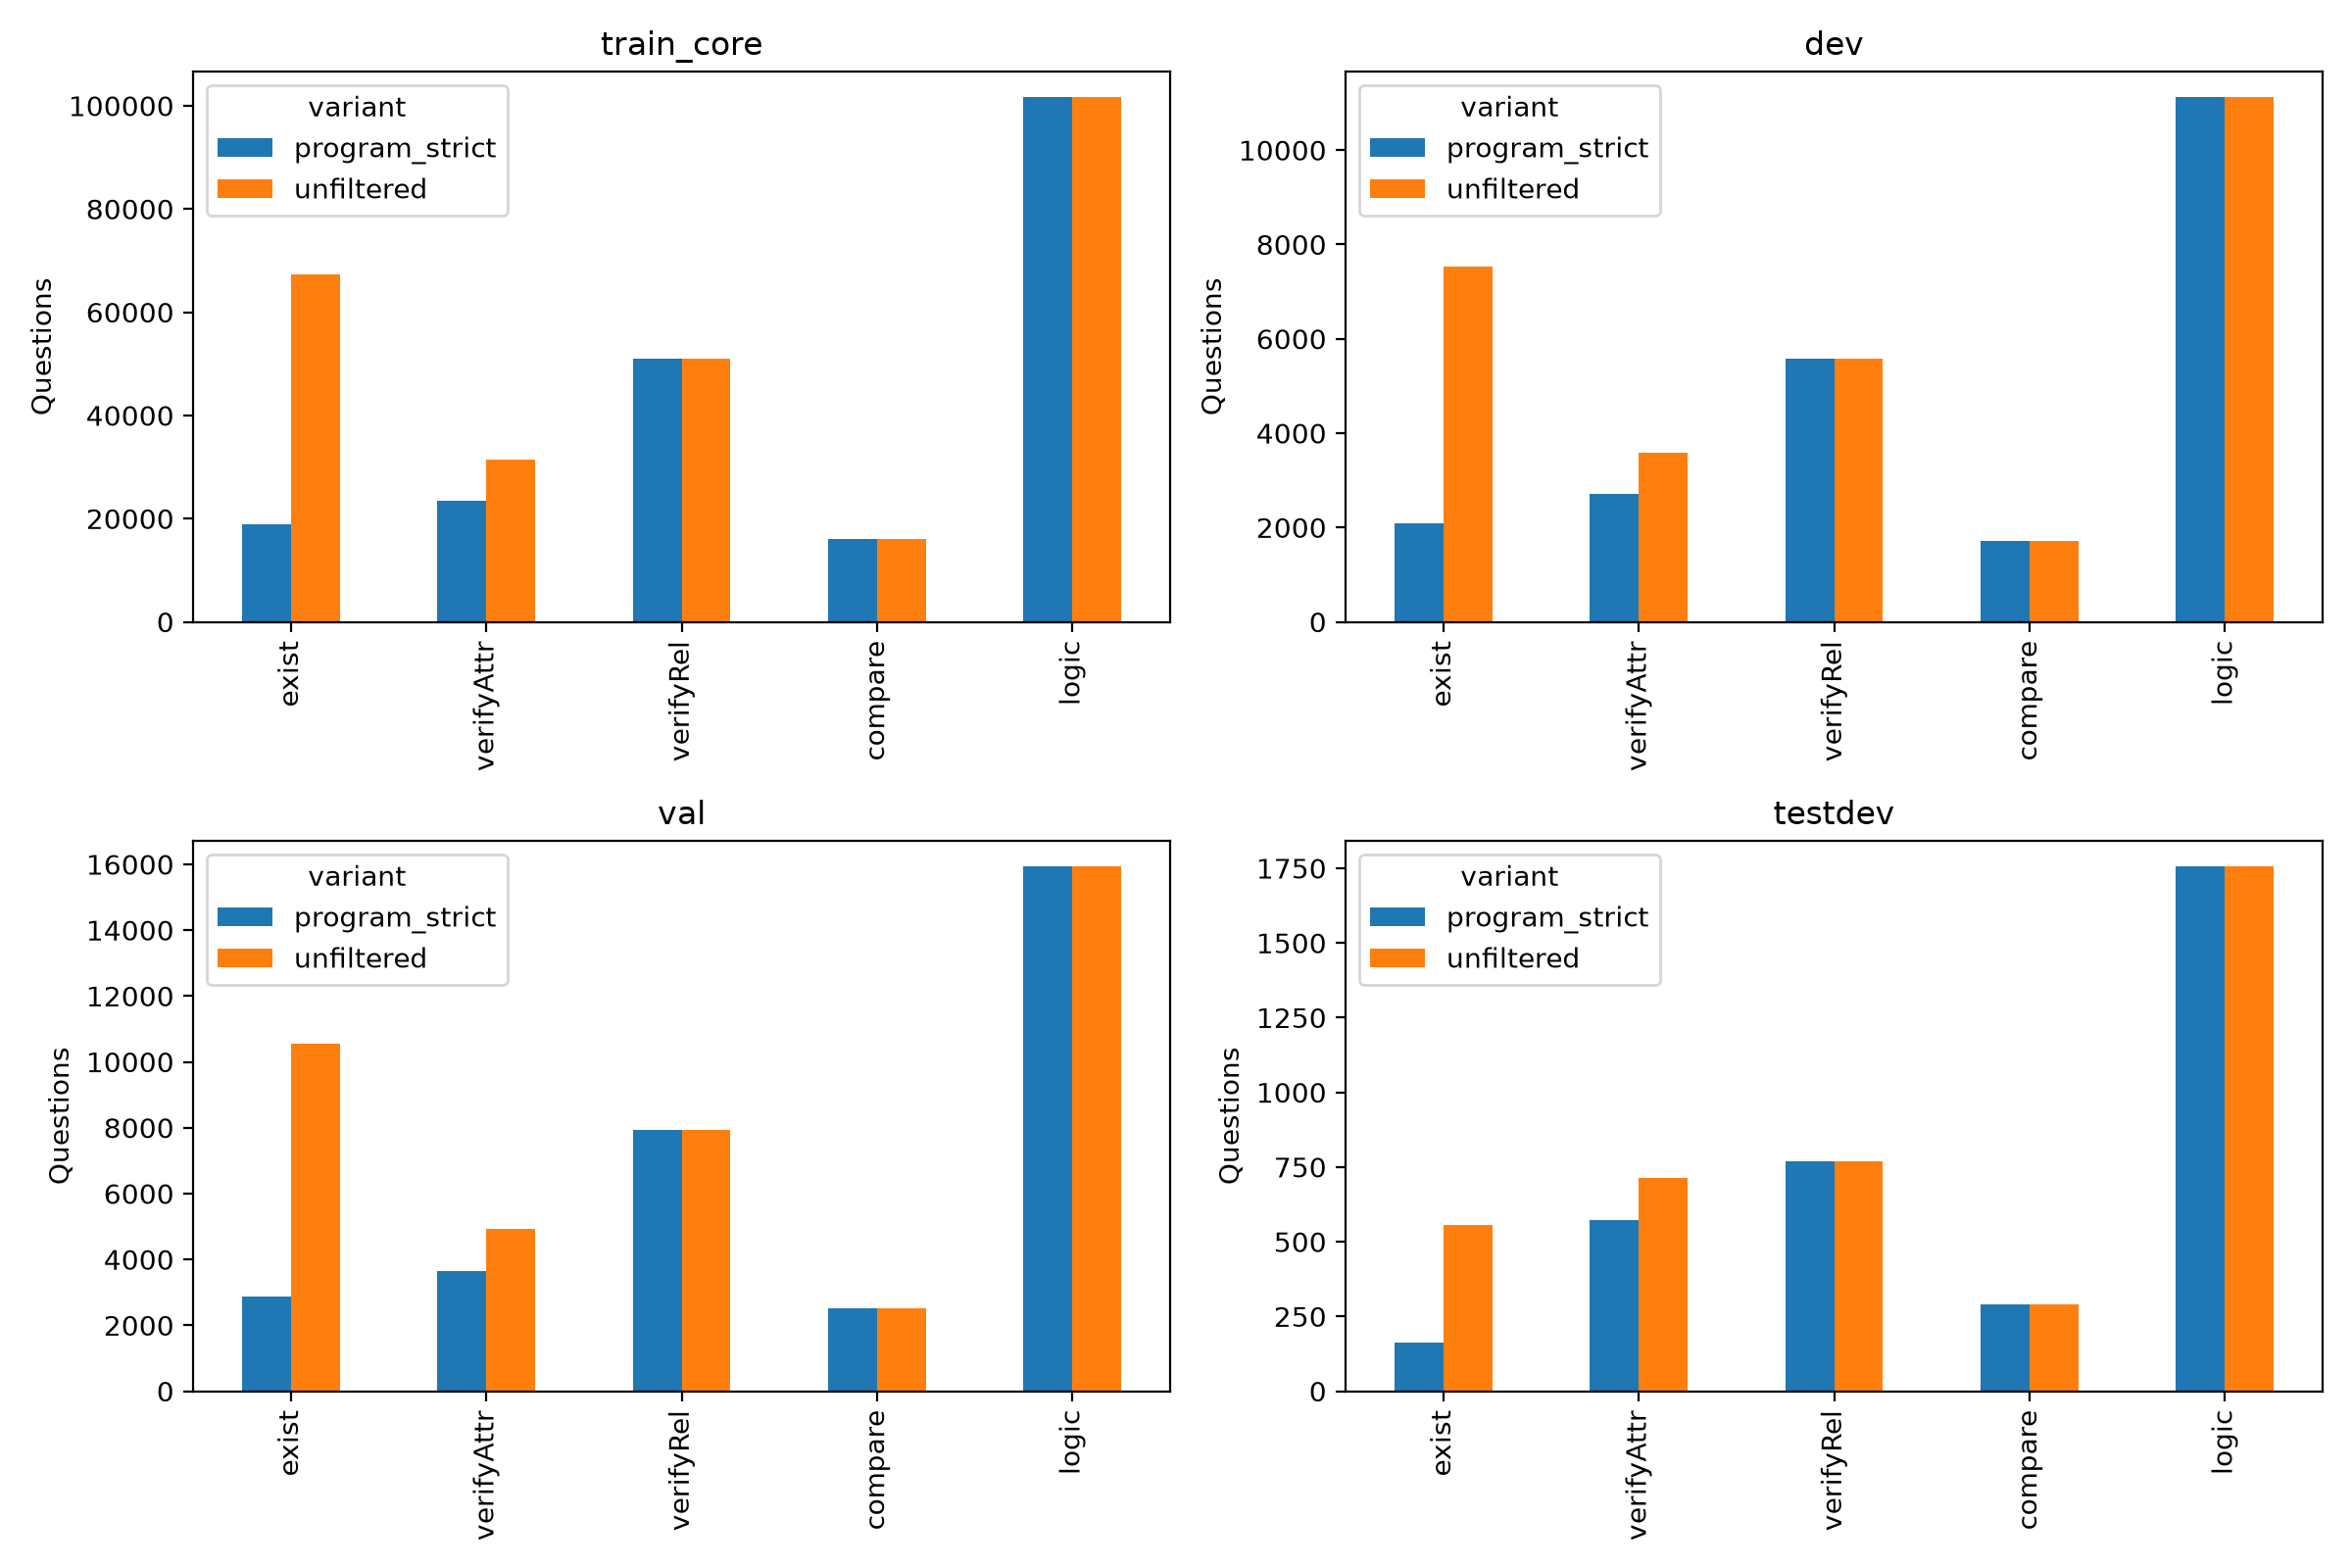 train_core
variant
program_strict
unfiltered
Questions
100000
80000
60000
40000
20000
0
exist
verifyAttr
verifyRel
compare
logic
dev
variant
program_strict
unfiltered
Questions
10000
8000
6000
4000
2000
0
exist
verifyAttr
verifyRel
compare
logic
val
variant
program_strict
unfiltered
Questions
16000
14000
12000
10000
8000
6000
4000
2000
0
exist
verifyAttr
verifyRel
compare
logic
testdev
variant
program_strict
unfiltered
Questions
1750
1500
1250
1000
750
500
250
0
exist
verifyAttr
verifyRel
compare
logic